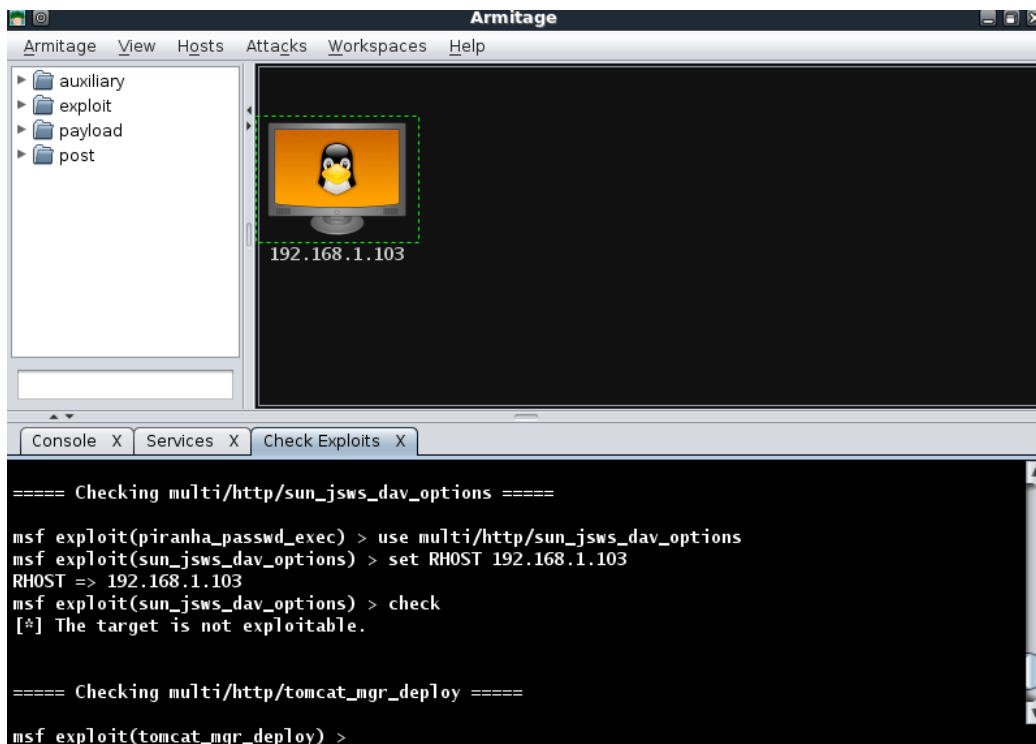 Armitage
Armitage View Hosts Attacks Workspaces Help
auxiliary
exploit
payload
post
192.168.1.103
Console X Services X Check Exploits X
===== Checking multi/http/sun_jsws_dav_options =====
msf exploit(piranha_passwd_exec) > use multi/http/sun_jsws_dav_options
msf exploit(sun_jsws_dav_options) > set RHOST 192.168.1.103
RHOST => 192.168.1.103
msf exploit(sun_jsws_dav_options) > check
[*] The target is not exploitable.
===== Checking multi/http/tomcat_mgr_deploy =====
msf exploit(tomcat_mgr_deploy) >